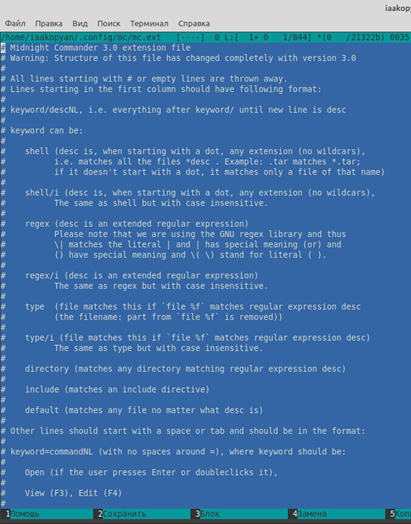 iaakopy
Файл Правка Вид Поиск Терминал Справка
/home/iaakopyan/.config/mc/mc.ext [----] 0 L:[ 1+ 0 1/844] *(0 /21322b) 0035
# Midnight Commander 3.0 extension file
# Warning: Structure of this file has changed completely with version 3.0
#
# All lines starting with # or empty lines are thrown away.
# Lines starting in the first column should have following format:
#
# keyword/descNL, i.e. everything after keyword/ until new line is desc
#
# keyword can be:
#
# shell (desc is, when starting with a dot, any extension (no wildcars),
# i.e. matches all the files *desc . Example: .tar matches *.tar;
# if it doesn't start with a dot, it matches only a file of that name)
#
# shell/i (desc is, when starting with a dot, any extension (no wildcars),
# The same as shell but with case insensitive.
#
# regex (desc is an extended regular expression)
# Please note that we are using the GNU regex library and thus
# \| matches the literal | and | has special meaning (or) and
# () have special meaning and \( \) stand for literal ( ).
#
# regex/i (desc is an extended regular expression)
# The same as regex but with case insensitive.
#
# type (file matches this if `file %f` matches regular expression desc
# (the filename: part from `file %f` is removed))
#
# type/i (file matches this if `file %f` matches regular expression desc)
# The same as type but with case insensitive.
#
# directory (matches any directory matching regular expression desc)
#
# include (matches an include directive)
#
# default (matches any file no matter what desc is)
#
# Other lines should start with a space or tab and should be in the format:
#
# keyword=commandNL (with no spaces around =), where keyword should be:
#
# Open (if the user presses Enter or doubleclicks it),
#
# View (F3), Edit (F4)
#
1Помощь 2Сохранить 3Блок 4Замена 5Коп